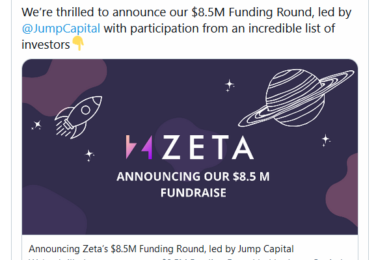 We're thrilled to announce our $8.5M Funding Round, led by
@JumpCapital with participation from an incredible list of
investors👇
ZETA
ANNOUNCING OUR $8.5 M
FUNDRAISE
Announcing Zeta's $8.5M Funding Round, led by Jump Capital